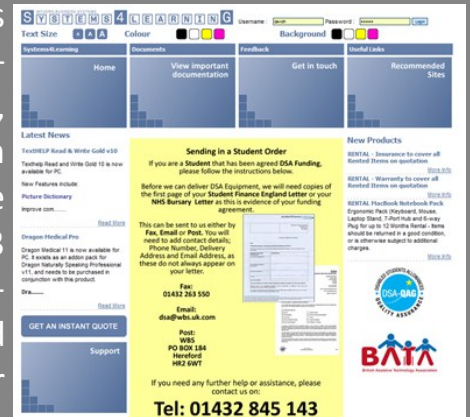 SYSTEMS4LEARNING
Username :
Password :
Login
Text Size A A A Colour Background
Systems4Learning
Home
Documents
View important
documentation
Feedback
Get in touch
Useful Links
Recommended
Sites
Latest News
TextHELP Read & Write Gold v10
Texthelp Read and Write Gold 10 is now
available for PC.
New Features include:
Picture Dictionary
Improve com........
Read More
Dragon Medical Pro
Dragon Medical 11 is now available for
PC. It exists as an addon pack for
Dragon Naturally Speaking Professional
v11, and needs to be purchased in
conjunction with this product.
Dra........
Read More
GET AN INSTANT QUOTE
Support
Sending in a Student Order
If you are a Student that has been agreed DSA Funding,
please follow the instructions below.
Before we can deliver DSA Equipment, we will need copies of
the first page of your Student Finance England Letter or your
NHS Bursary Letter as this is evidence of your funding
agreement.
This can be sent to us either by
Fax, Email or Post. You will
need to add contact details;
Phone Number, Delivery
Address and Email Address, as
these do not always appear on
your letter.
Fax:
01432 263 550
Email:
dsa@wbs.uk.com
Post:
WBS
PO BOX 184
Hereford
HR2 6WT
If you need any further help or assistance, please
contact us on:
Tel: 01432 845 143
New Products
RENTAL - Insurance to cover all
Rented Items on quotation
More Info
RENTAL - Warranty to cover all
Rented Items on quotation
More Info
RENTAL MacBook Notebook Pack
Ergonomic Pack (Keyboard, Mouse,
Laptop Stand, 7-Port Hub and 6-way
Plug for up to 12 Months Rental - Items
should be returned in a good condition,
or is otherwise subject to additional
charges.
More Info
DISABLED STUDENTS ALLOWANCES
DSA-QAG
QUALITY ASSURANCE
BATA
British Assistive Technology Association